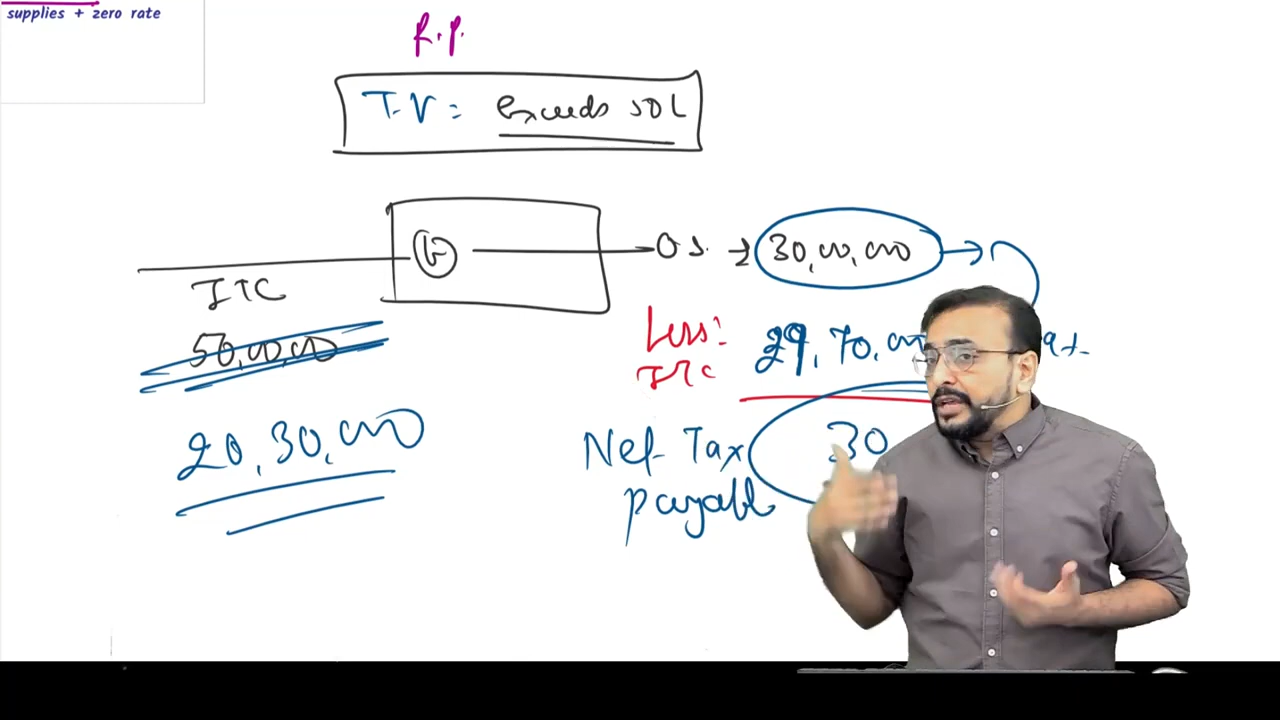 supplies + zero rate
R.P.
T.V = exceeds 50L
O.S. → 30,00,000 →
ITC
50,00,000
Less:
ITC
29,70,000
20,30,000
Net Tax
payable
30